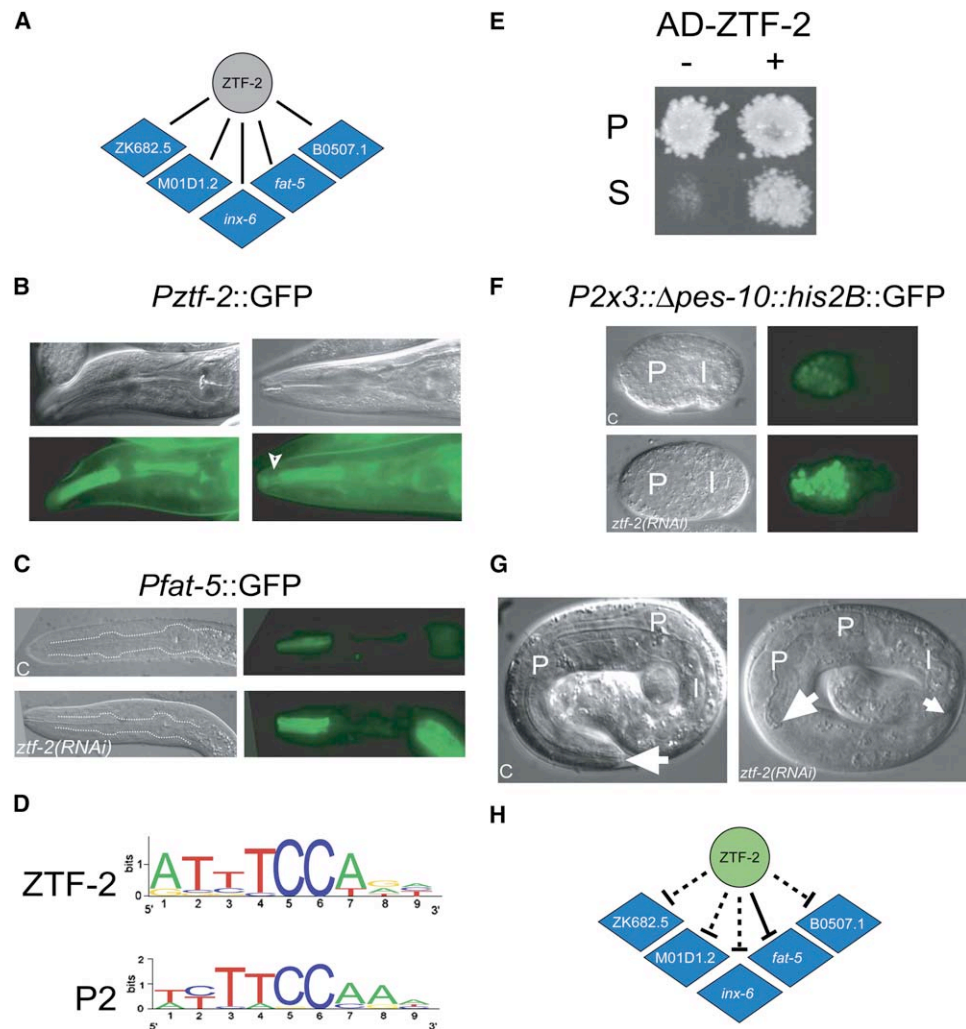 A
ZTF-2
ZK682.5
M01D1.2
inx-6
fat-5
B0507.1
B
Pztf-2::GFP
C
Pfat-5::GFP
C
ztf-2(RNAi)
D
ZTF-2
bits
1
0
ATTTCCA
5' 1 2 3 4 5 6 7 8 9 3'
P2
bits
2
1
0
TTCCAA
5' 1 2 3 4 5 6 7 8 9 3'
E
AD-ZTF-2
- +
P
S
F
P2x3::Δpes-10::his2B::GFP
P I
C
P I
ztf-2(RNAi)
G
P
P
I
C
P
P
I
ztf-2(RNAi)
H
ZTF-2
ZK682.5
M01D1.2
inx-6
fat-5
B0507.1